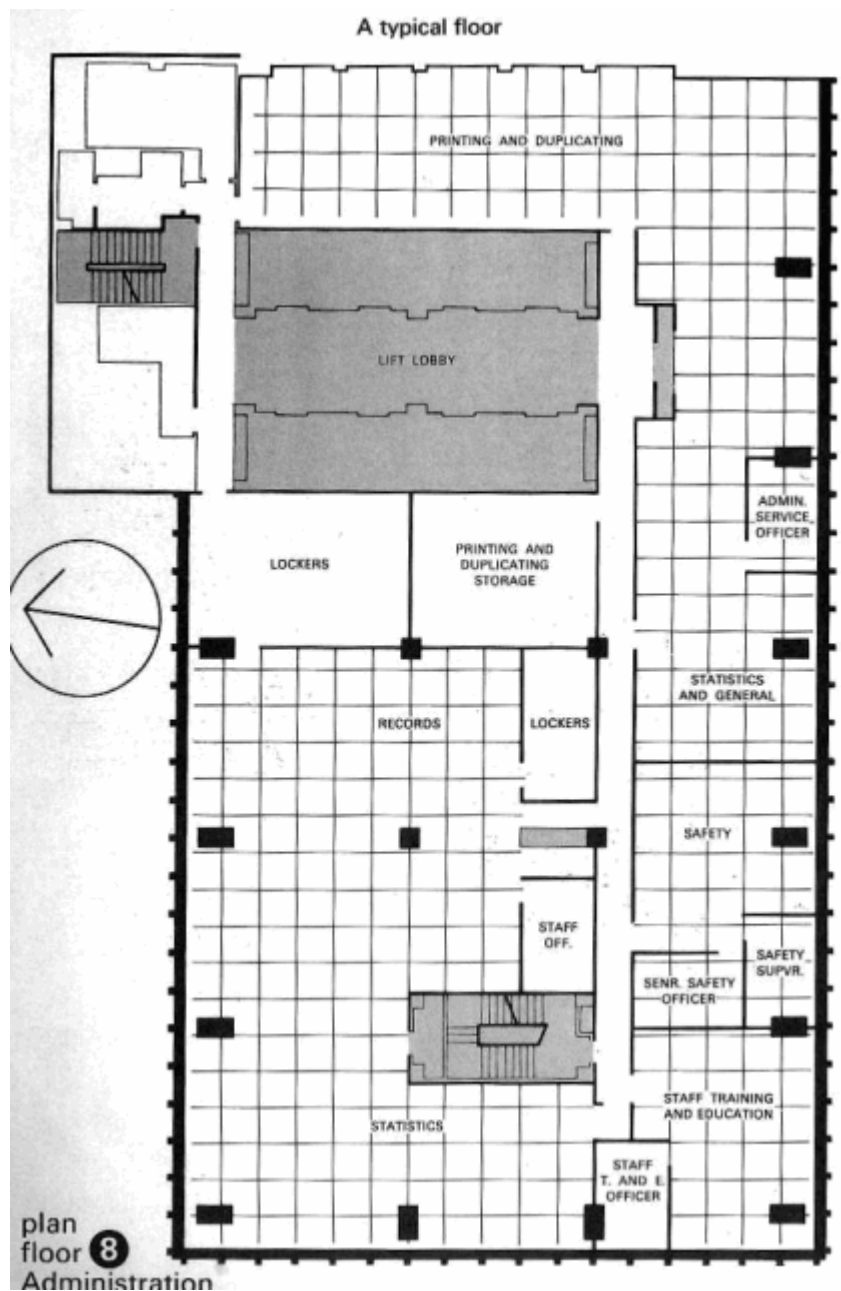 A typical floor
PRINTING AND DUPLICATING
LIFT LOBBY
ADMIN.
SERVICE
OFFICER
LOCKERS
PRINTING AND
DUPLICATING
STORAGE
STATISTICS
AND GENERAL
RECORDS
LOCKERS
SAFETY
STAFF
OFF.
SAFETY
SUPVR.
SENR. SAFETY
OFFICER
STAFF TRAINING
AND EDUCATION
STATISTICS
STAFF
T. AND E.
OFFICER
plan
floor 8
Administration